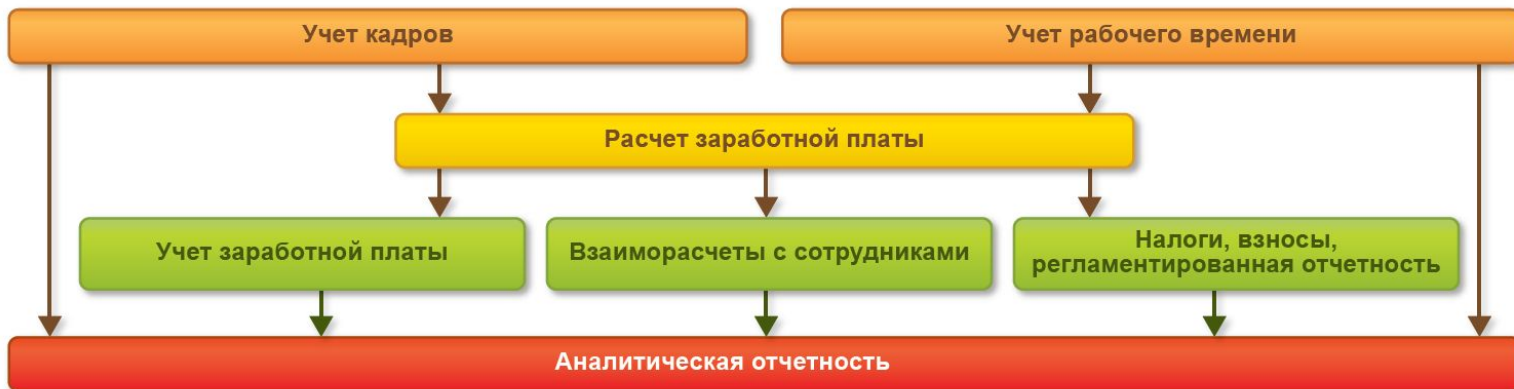 Учет кадров
Учет рабочего времени
Расчет заработной платы
Учет заработной платы
Взаиморасчеты с сотрудниками
Налоги, взносы,
регламентированная отчетность
Аналитическая отчетность